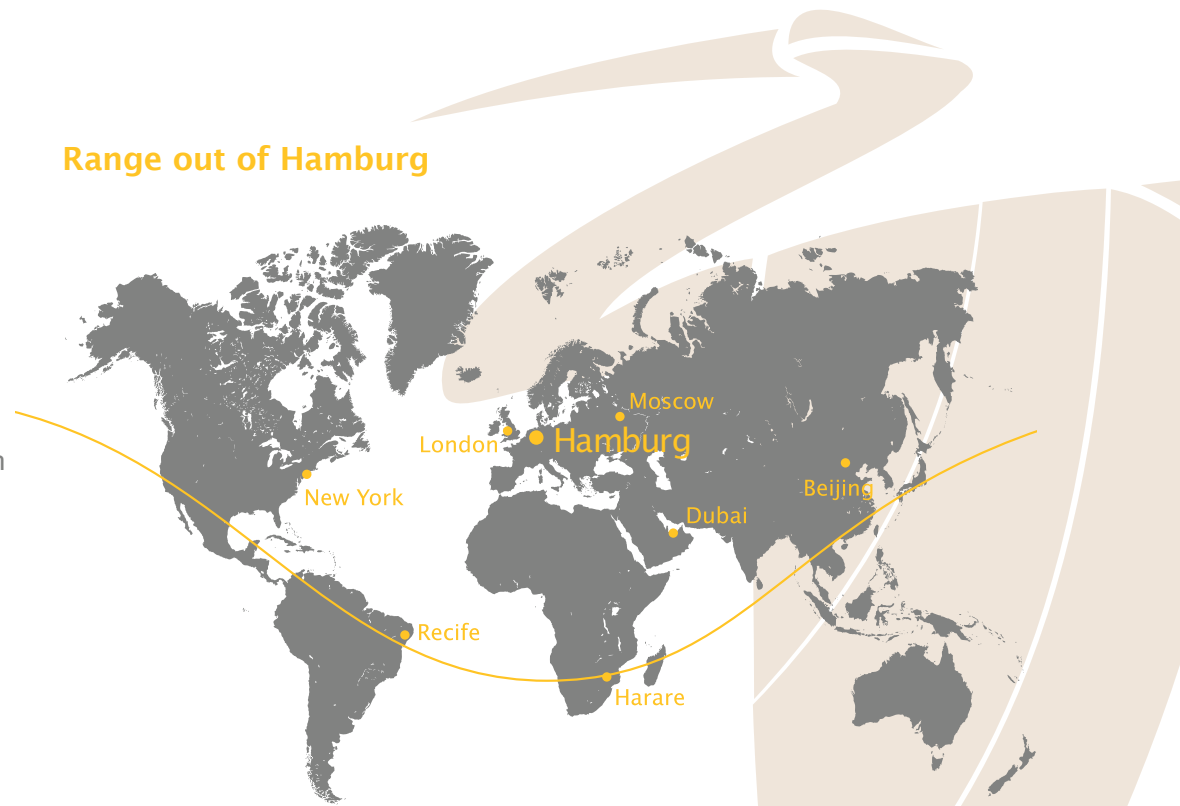 Range out of Hamburg
Moscow
London
Hamburg
New York
Beijing
Dubai
Recife
Harare